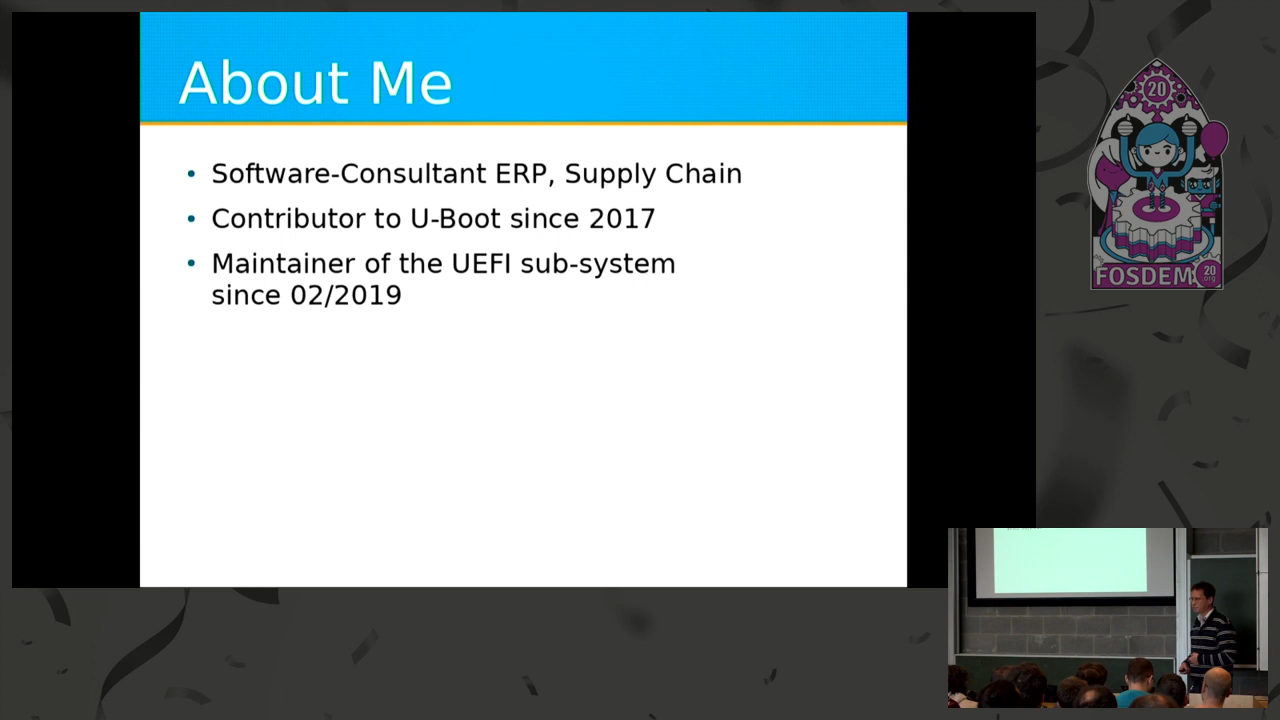 About Me
• Software-Consultant ERP, Supply Chain
• Contributor to U-Boot since 2017
• Maintainer of the UEFI sub-system
since 02/2019
20
FOSDEM
20
org